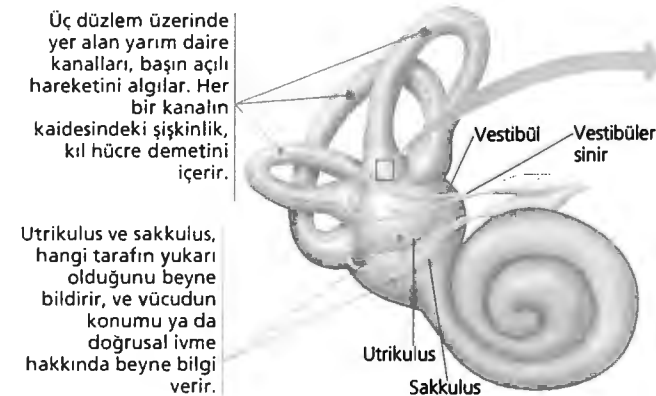 Üç düzlem üzerinde
yer alan yarım daire
kanalları, başın açılı
hareketini algılar. Her
bir kanalın
kaidesindeki şişkinlik,
kıl hücre demetini
içerir.
Vestibül
Vestibüler
sinir
Utrikulus ve sakkulus,
hangi tarafın yukarı
olduğunu beyne
bildirir, ve vücudun
konumu ya da
doğrusal ivme
hakkında beyne bilgi
verir.
Utrikulus
Sakkulus